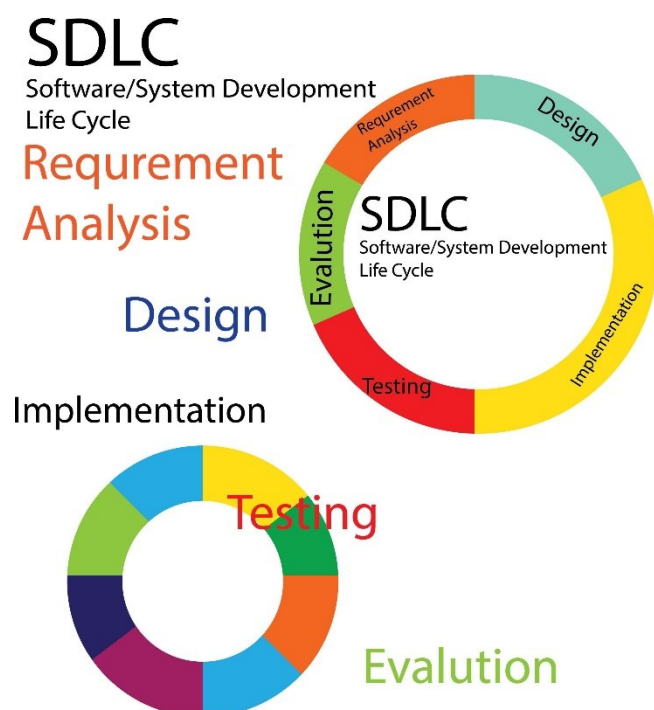 SDLC
Software/System Development
Life Cycle
Requrement
Analysis
Design
Implementation
Testing
Evalution
Requrement
Analysis
Design
Implementation
Testing
Evalution
SDLC
Software/System Development
Life Cycle